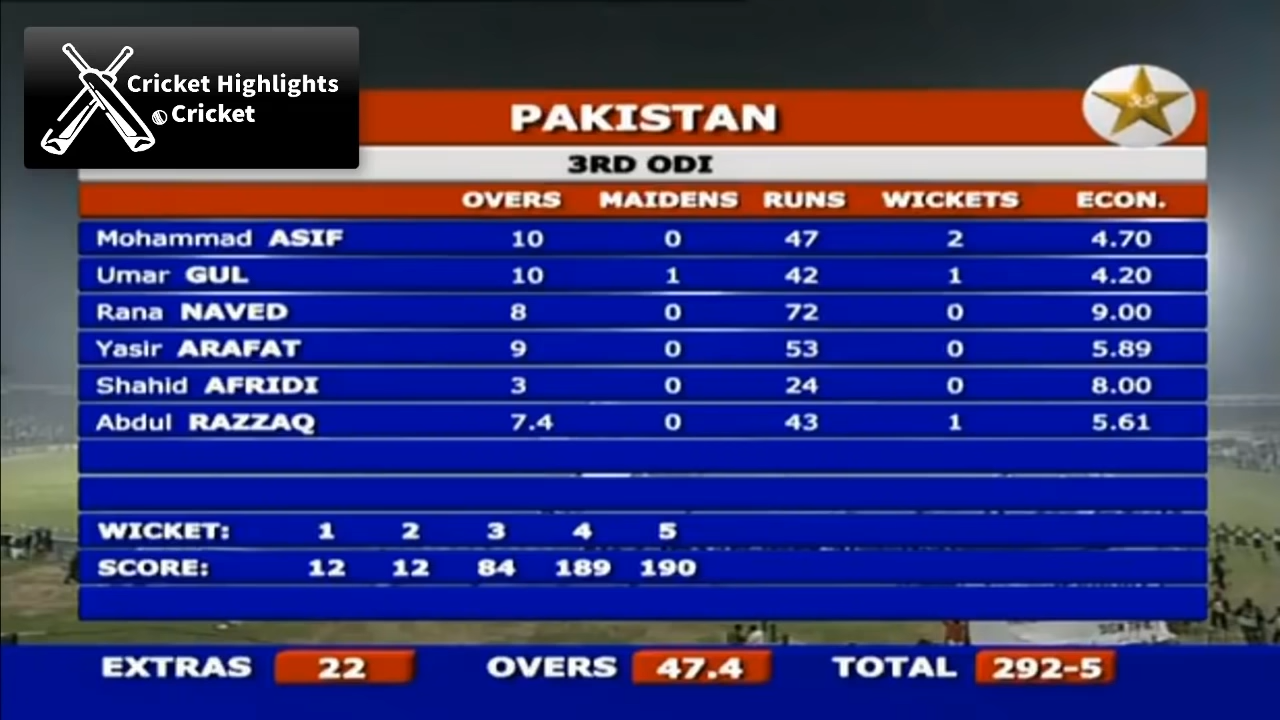 Cricket Highlights
Cricket
PAKISTAN
3RD ODI
OVERS MAIDENS RUNS WICKETS ECON.
Mohammad ASIF 10 0 47 2 4.70
Umar GUL 10 1 42 1 4.20
Rana NAVED 8 0 72 0 9.00
Yasir ARAFAT 9 0 53 0 5.89
Shahid AFRIDI 3 0 24 0 8.00
Abdul RAZZAQ 7.4 0 43 1 5.61
WICKET: 1 2 3 4 5
SCORE: 12 12 84 189 190
EXTRAS 22 OVERS 47.4 TOTAL 292-5